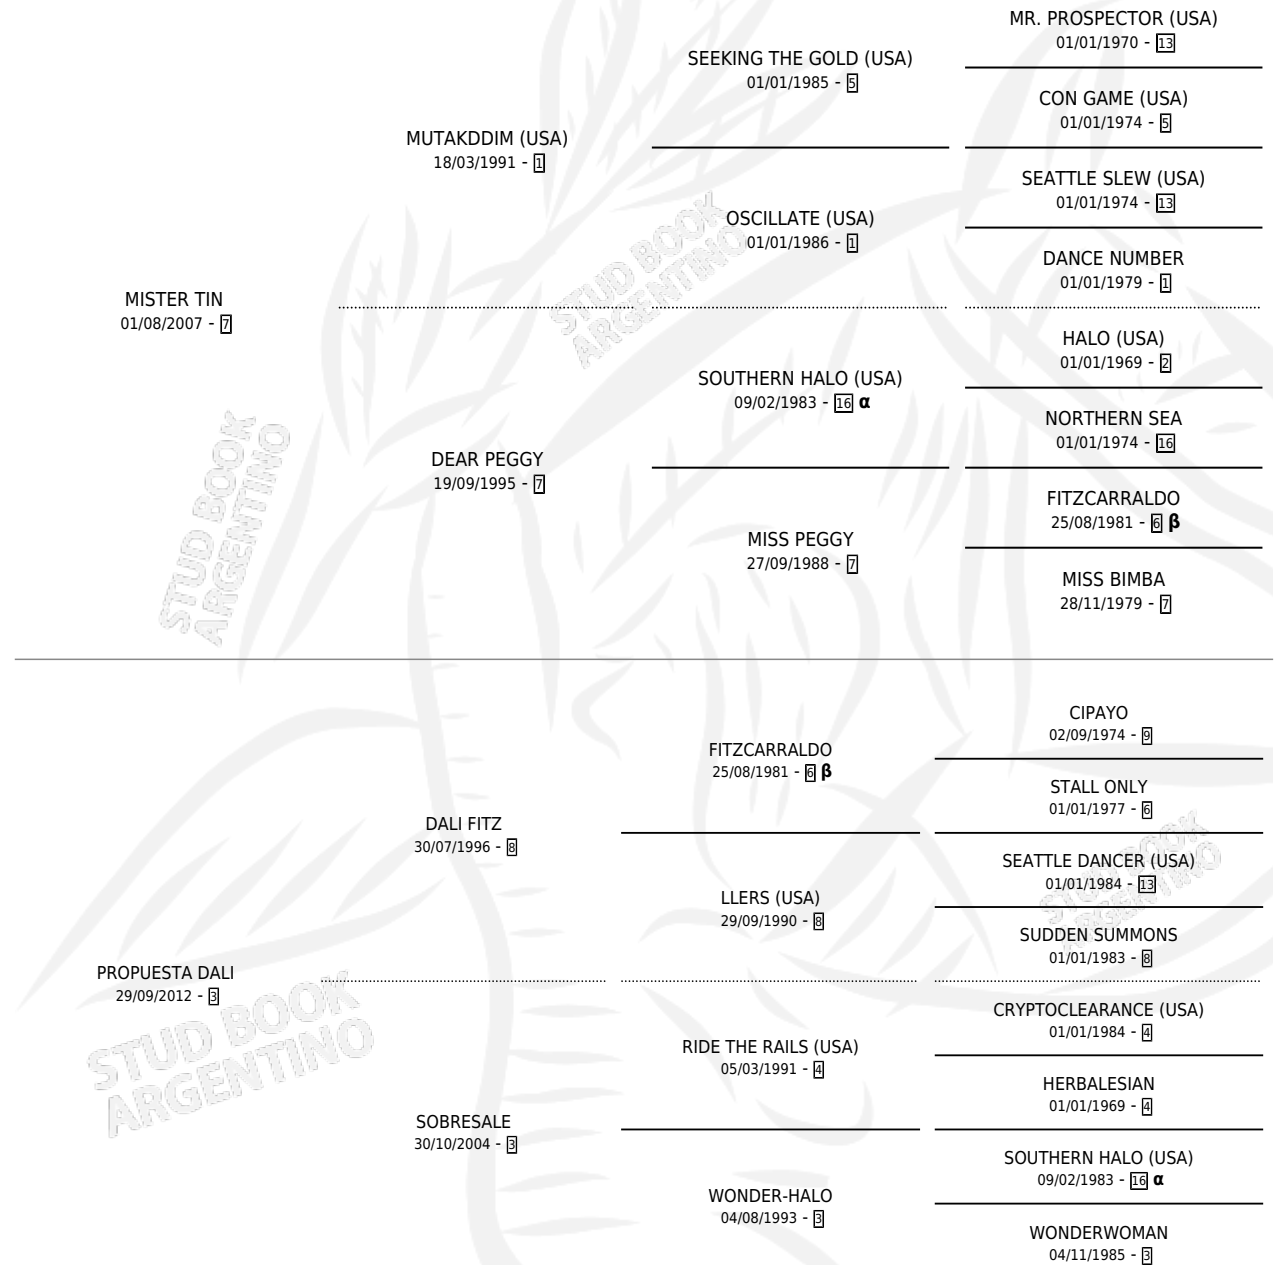 MR. PROSPECTOR (USA)
01/01/1970 - 13
SEEKING THE GOLD (USA)
01/01/1985 - 5
CON GAME (USA)
01/01/1974 - 5
MUTAKDDIM (USA)
18/03/1991 - 1
SEATTLE SLEW (USA)
01/01/1974 - 13
OSCILLATE (USA)
01/01/1986 - 1
DANCE NUMBER
01/01/1979 - 1
MISTER TIN
01/08/2007 - 7
HALO (USA)
01/01/1969 - 2
SOUTHERN HALO (USA)
09/02/1983 - 16 α
NORTHERN SEA
01/01/1974 - 16
DEAR PEGGY
19/09/1995 - 7
FITZCARRALDO
25/08/1981 - 6 β
MISS PEGGY
27/09/1988 - 7
MISS BIMBA
28/11/1979 - 7
STUD BOOK
ARGENTINO
STUD BOOK
ARGENTINO
CIPAYO
02/09/1974 - 9
FITZCARRALDO
25/08/1981 - 6 β
STALL ONLY
01/01/1977 - 6
DALI FITZ
30/07/1996 - 8
SEATTLE DANCER (USA)
01/01/1984 - 13
LLERS (USA)
29/09/1990 - 8
SUDDEN SUMMONS
01/01/1983 - 8
PROPUESTA DALI
29/09/2012 - 3
CRYPTOCLEARANCE (USA)
01/01/1984 - 4
RIDE THE RAILS (USA)
05/03/1991 - 4
HERBALESIAN
01/01/1969 - 4
SOBRESALE
30/10/2004 - 3
SOUTHERN HALO (USA)
09/02/1983 - 16 α
WONDER-HALO
04/08/1993 - 3
WONDERWOMAN
04/11/1985 - 3
STUD BOOK
ARGENTINO
STUD BOOK
ARGENTINO